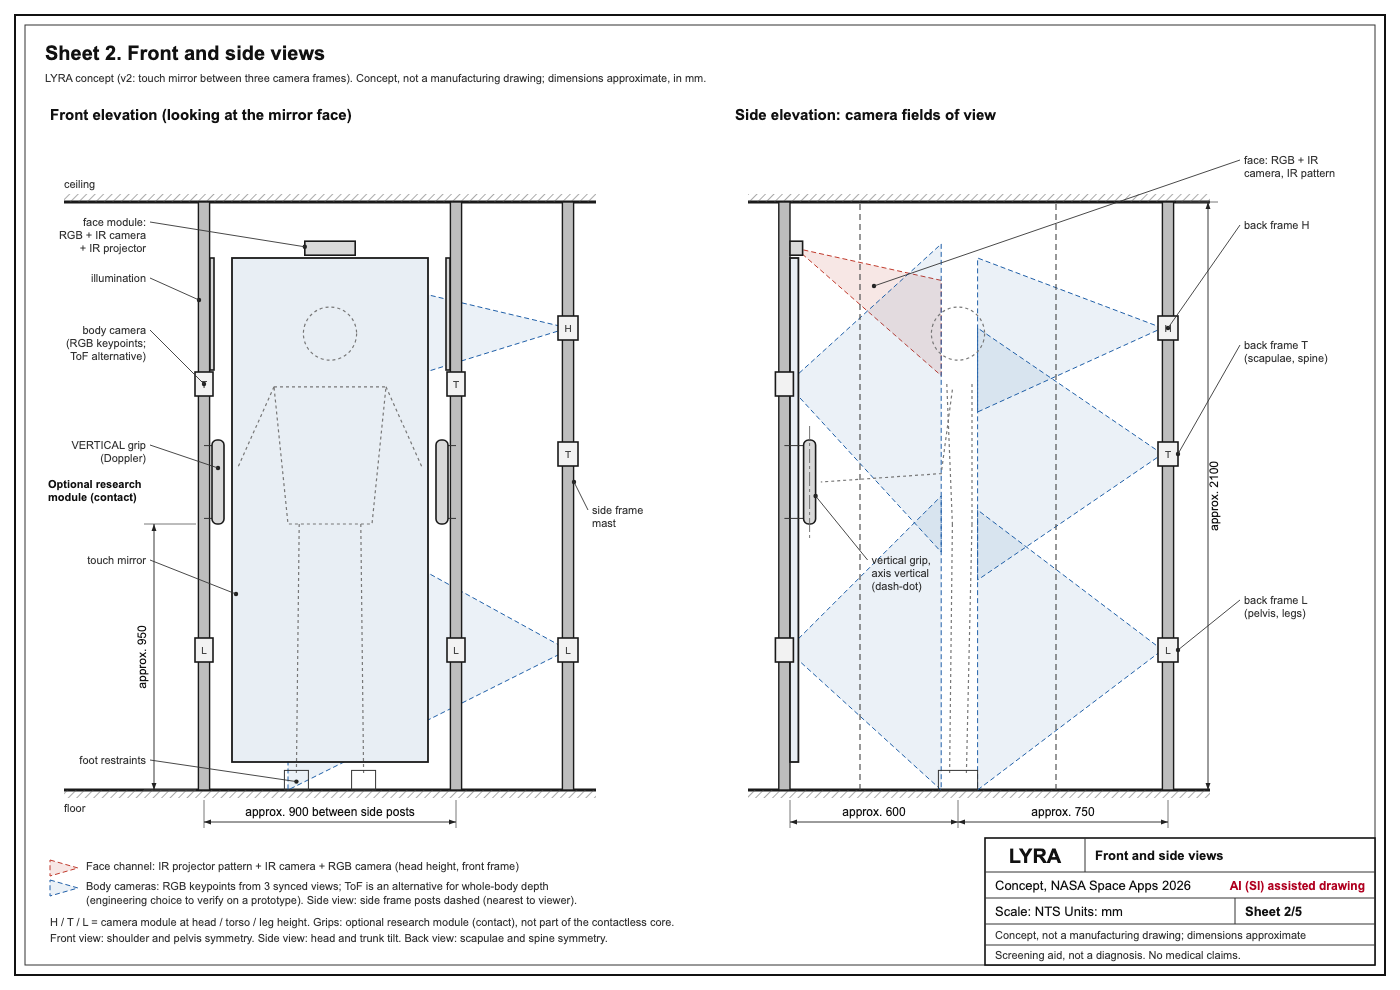 Sheet 2. Front and side views
LYRA concept (v2: touch mirror between three camera frames). Concept, not a manufacturing drawing; dimensions approximate, in mm.
Front elevation (looking at the mirror face)
ceiling
face module:
RGB + IR camera
+ IR projector
illumination
body camera
(RGB keypoints;
ToF alternative)
VERTICAL grip
(Doppler)
Optional research
module (contact)
touch mirror
approx. 950
foot restraints
floor
T
L
T
L
H
T
L
side frame
mast
approx. 900 between side posts
Side elevation: camera fields of view
face: RGB + IR
camera, IR pattern
back frame H
back frame T
(scapulae, spine)
back frame L
(pelvis, legs)
H
T
L
approx. 2100
vertical grip,
axis vertical
(dash-dot)
approx. 600
approx. 750
Face channel: IR projector pattern + IR camera + RGB camera (head height, front frame)
Body cameras: RGB keypoints from 3 synced views; ToF is an alternative for whole-body depth
(engineering choice to verify on a prototype). Side view: side frame posts dashed (nearest to viewer).
H / T / L = camera module at head / torso / leg height. Grips: optional research module (contact), not part of the contactless core.
Front view: shoulder and pelvis symmetry. Side view: head and trunk tilt. Back view: scapulae and spine symmetry.
LYRA
Front and side views
Concept, NASA Space Apps 2026
AI (SI) assisted drawing
Scale: NTS Units: mm
Sheet 2/5
Concept, not a manufacturing drawing; dimensions approximate
Screening aid, not a diagnosis. No medical claims.